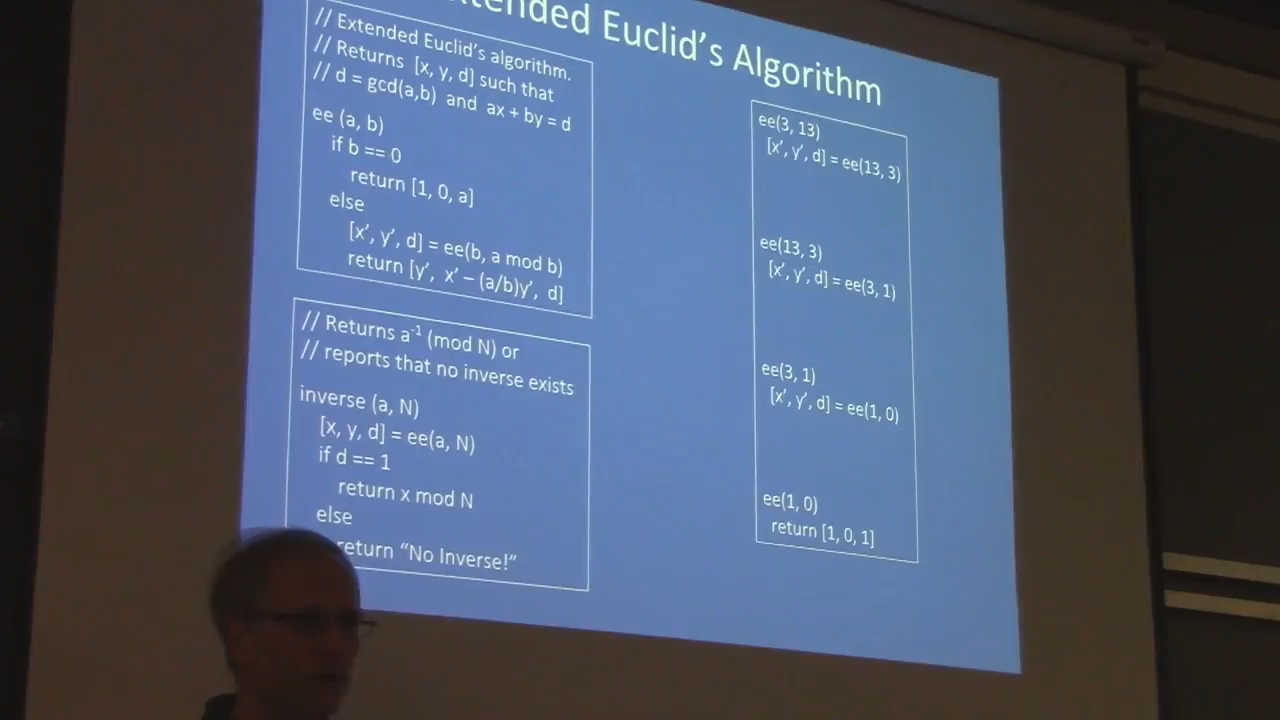 Extended Euclid's Algorithm
// Extended Euclid's algorithm.
// Returns [x, y, d] such that
// d = gcd(a,b) and ax + by = d
ee (a, b)
if b == 0
return [1, 0, a]
else
[x', y', d] = ee(b, a mod b)
return [y', x' – (a/b)y', d]
// Returns a⁻¹ (mod N) or
// reports that no inverse exists
inverse (a, N)
[x, y, d] = ee(a, N)
if d == 1
return x mod N
else
return “No Inverse!”
ee(3, 13)
[x', y', d] = ee(13, 3)
ee(13, 3)
[x', y', d] = ee(3, 1)
ee(3, 1)
[x', y', d] = ee(1, 0)
ee(1, 0)
return [1, 0, 1]